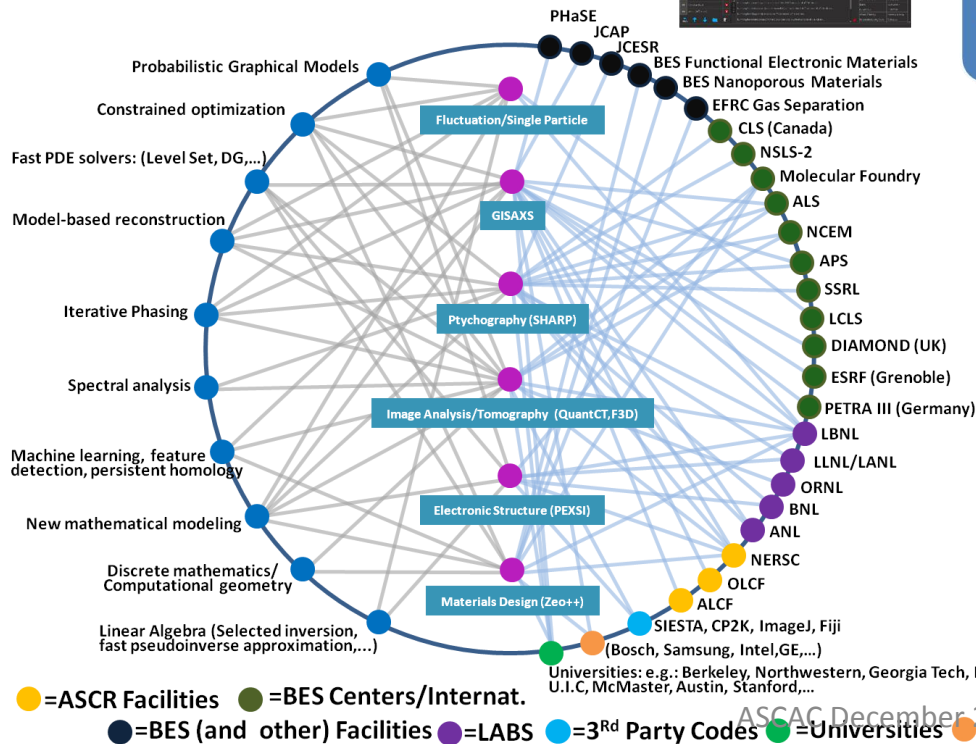 PHaSE
JCAP
JCESR
BES Functional Electronic Materials
BES Nanoporous Materials
EFRC Gas Separation
CLS (Canada)
NSLS-2
Molecular Foundry
ALS
NCEM
APS
SSRL
LCLS
DIAMOND (UK)
ESRF (Grenoble)
PETRA III (Germany)
LBNL
LLNL/LANL
ORNL
BNL
ANL
NERSC
OLCF
ALCF
SIESTA, CP2K, ImageJ, Fiji
(Bosch, Samsung, Intel,GE,...)
Universities: e.g.: Berkeley, Northwestern, Georgia Tech,
U.I.C, McMaster, Austin, Stanford,...
Probabilistic Graphical Models
Constrained optimization
Fast PDE solvers: (Level Set, DG,...)
Model-based reconstruction
Iterative Phasing
Spectral analysis
Machine learning, feature
detection, persistent homology
New mathematical modeling
Discrete mathematics/
Computational geometry
Linear Algebra (Selected inversion,
fast pseudoinverse approximation,...)
Fluctuation/Single Particle
GISAXS
Ptychography (SHARP)
Image Analysis/Tomography (QuantCT,F3D)
Electronic Structure (PEXSI)
Materials Design (Zeo++)
=ASCR Facilities
=BES Centers/Internat.
=BES (and other) Facilities
=LABS
=3Rd Party Codes
=Universities
ASCAC December